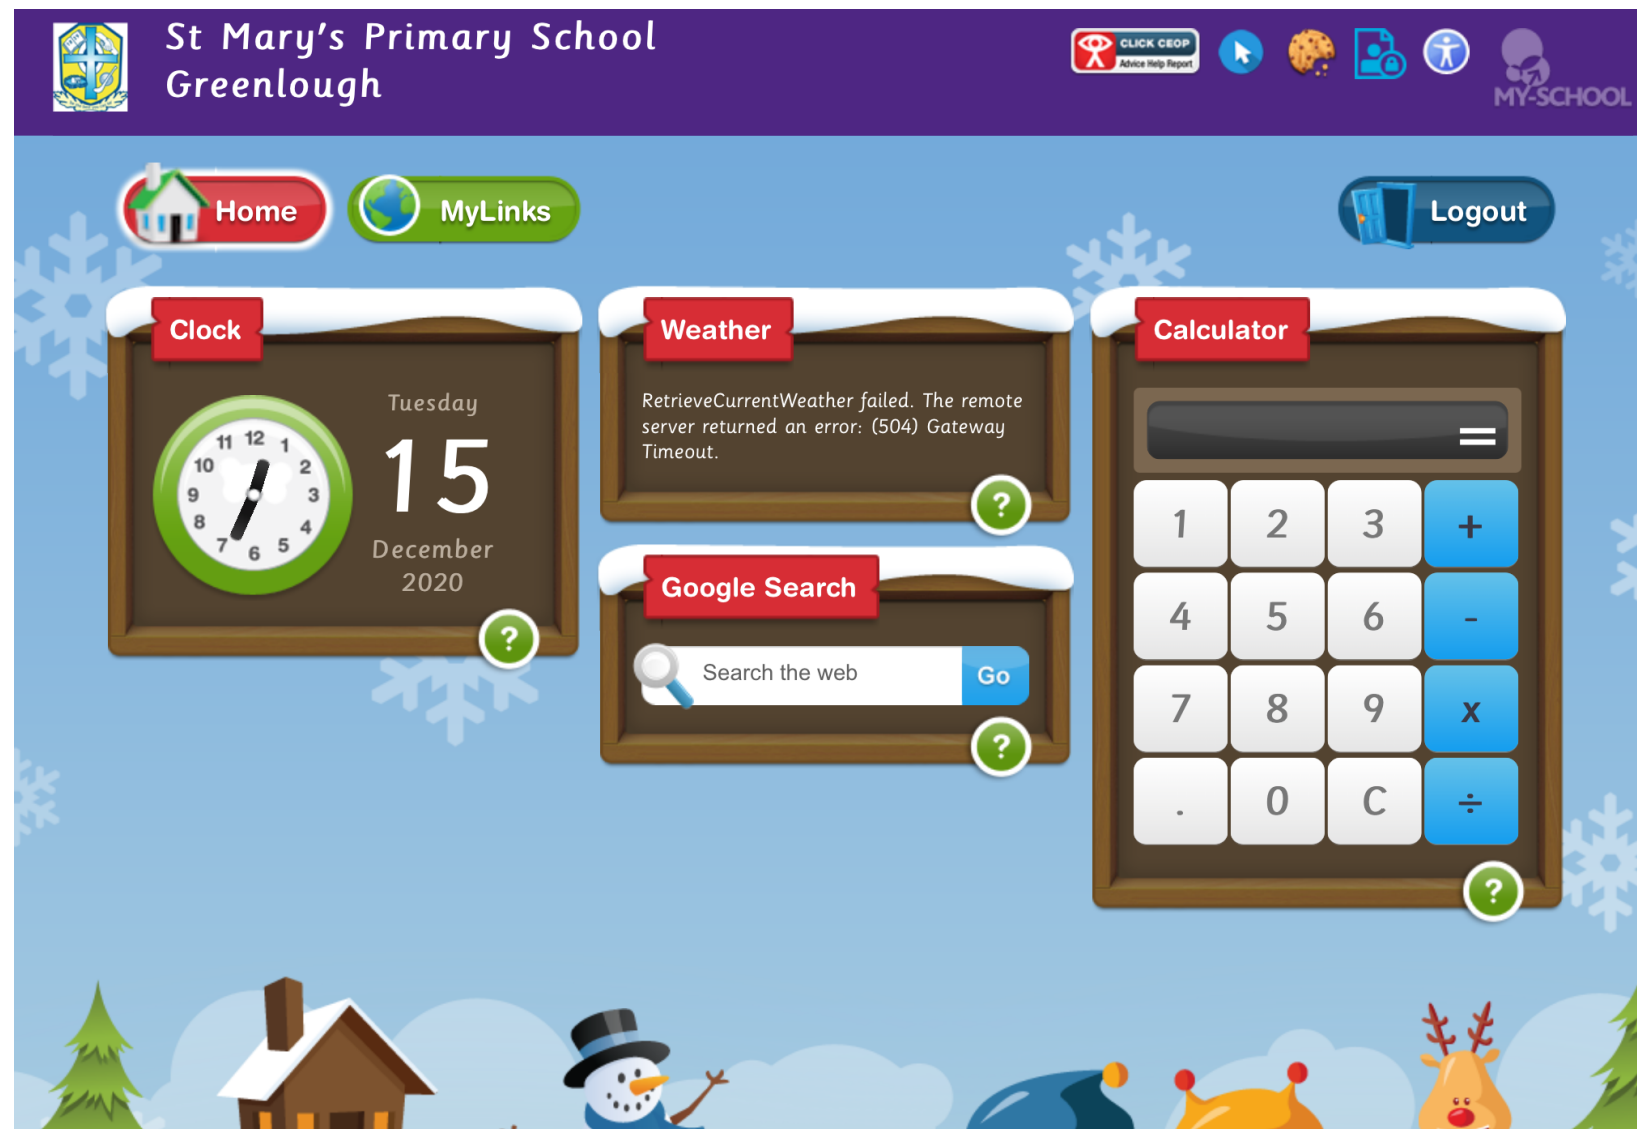 St Mary's Primary School
Greenlough
CLICK CEOP
Advice Help Report
MY-SCHOOL
Home
MyLinks
Logout
Clock
11 12 1
10 2
9 3
8 4
7 6 5
Tuesday
15
December
2020
?
Weather
RetrieveCurrentWeather failed. The remote
server returned an error: (504) Gateway
Timeout.
?
Google Search
Search the web
Go
?
Calculator
=
1 2 3 +
4 5 6 -
7 8 9 x
. 0 C ÷
?